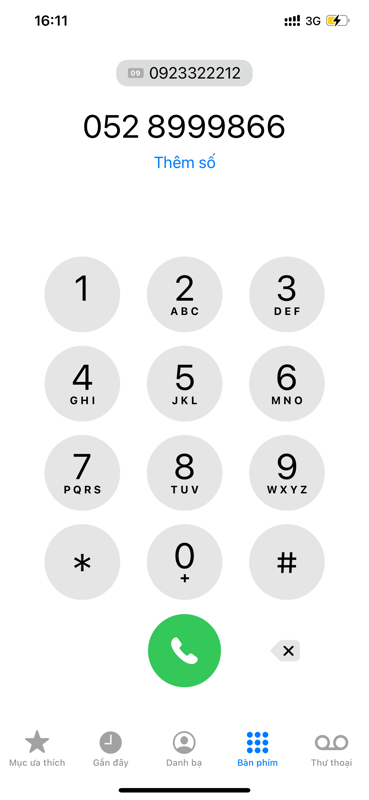 16:11 3G
09 0923322212
052 8999866
Thêm số
1 2 3
ABC DEF
4 5 6
GHI JKL MNO
7 8 9
PQRS TUV WXYZ
* 0 #
+
Mục ưa thích Gần đây Danh bạ Bàn phím Thư thoại